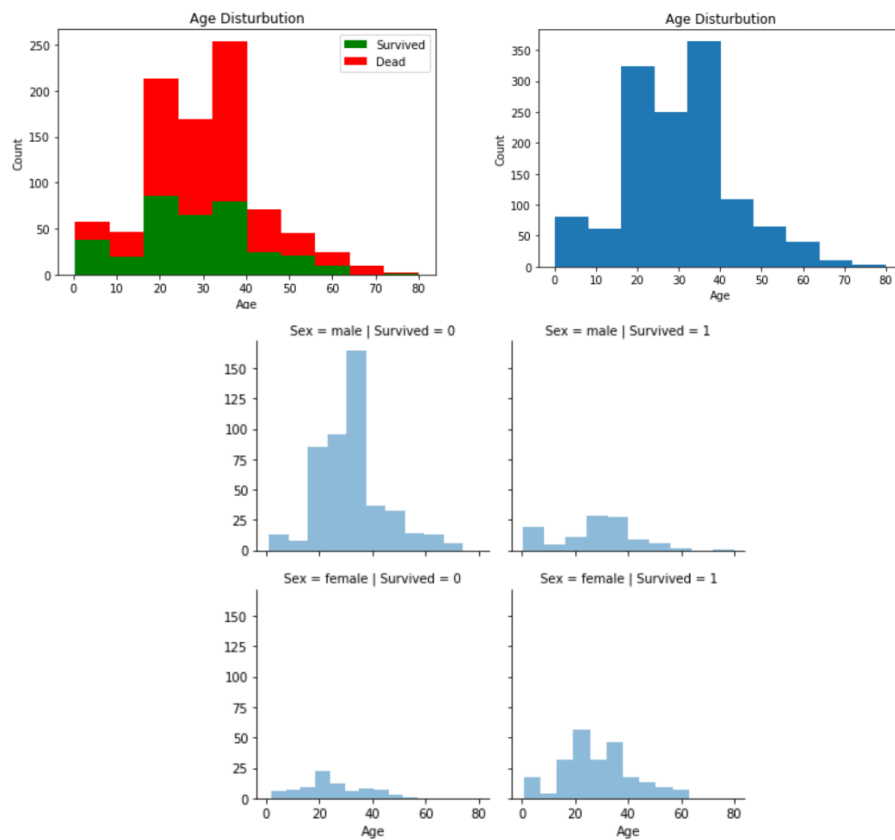 Age Disturbution
Survived
Dead
250
200
150
100
50
0
Count
0 10 20 30 40 50 60 70 80
Age
Age Disturbution
350
300
250
200
150
100
50
0
Count
0 10 20 30 40 50 60 70 80
Age
Sex = male | Survived = 0
150
125
100
75
50
25
0
Sex = male | Survived = 1
Sex = female | Survived = 0
150
125
100
75
50
25
0
0 20 40 60 80
Age
Sex = female | Survived = 1
0 20 40 60 80
Age